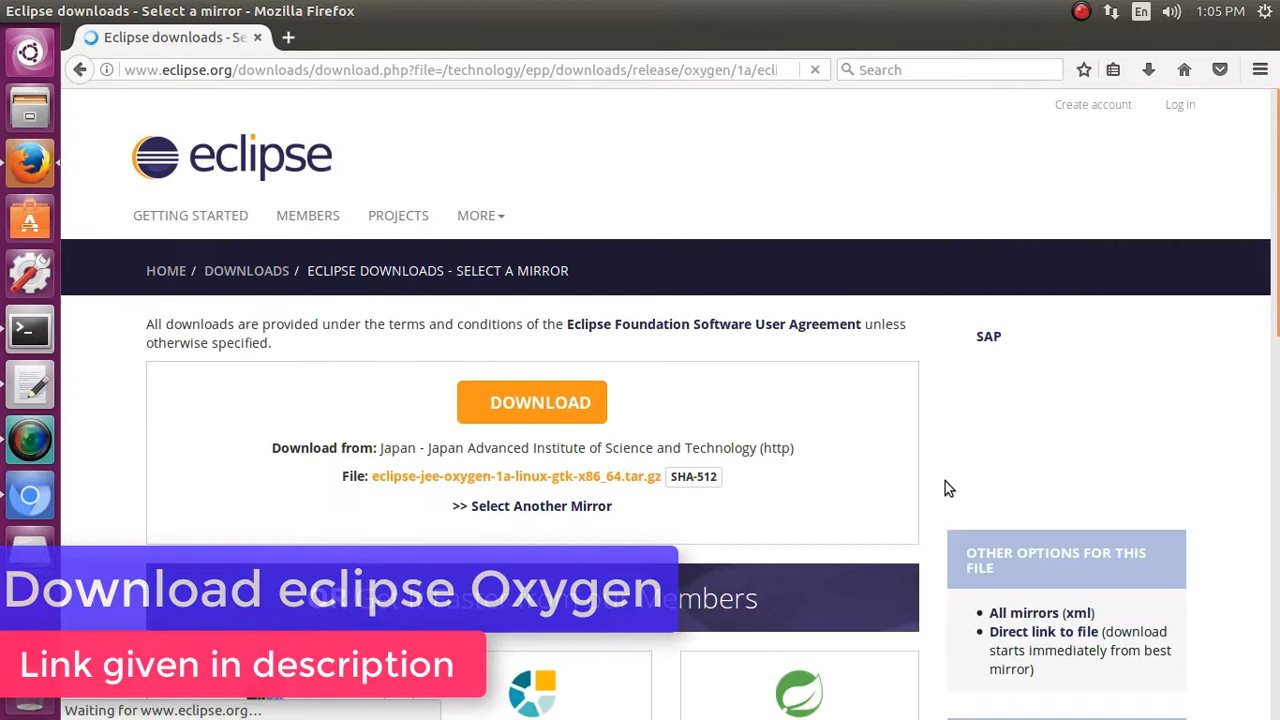 Eclipse downloads - Select a mirror - Mozilla Firefox
En
1:05 PM
Eclipse downloads - Se
www.eclipse.org/downloads/download.php?file=/technology/epp/downloads/release/oxygen/1a/ecli
Search
Create account
Log in
eclipse
GETTING STARTED
MEMBERS
PROJECTS
MORE
HOME / DOWNLOADS / ECLIPSE DOWNLOADS - SELECT A MIRROR
All downloads are provided under the terms and conditions of the Eclipse Foundation Software User Agreement unless
otherwise specified.
SAP
DOWNLOAD
Download from: Japan - Japan Advanced Institute of Science and Technology (http)
File: eclipse-jee-oxygen-1a-linux-gtk-x86_64.tar.gz SHA-512
>> Select Another Mirror
OTHER OPTIONS FOR THIS
FILE
All mirrors (xml)
Direct link to file (download
starts immediately from best
mirror)
Download eclipse Oxygen
Members
Link given in description
Waiting for www.eclipse.org...